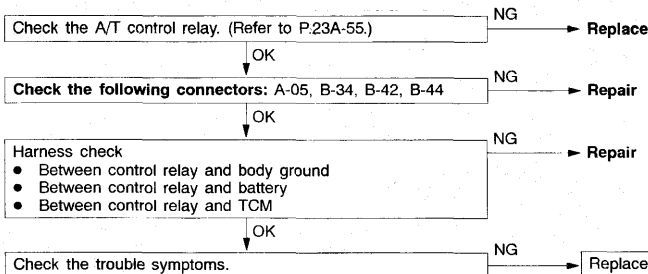 Check the A/T control relay. (Refer to P.23A-55.)
NG
Replace
OK
Check the following connectors: A-05, B-34, B-42, B-44
NG
Repair
OK
Harness check
● Between control relay and body ground
● Between control relay and battery
● Between control relay and TCM
NG
Repair
OK
Check the trouble symptoms.
NG
Replace